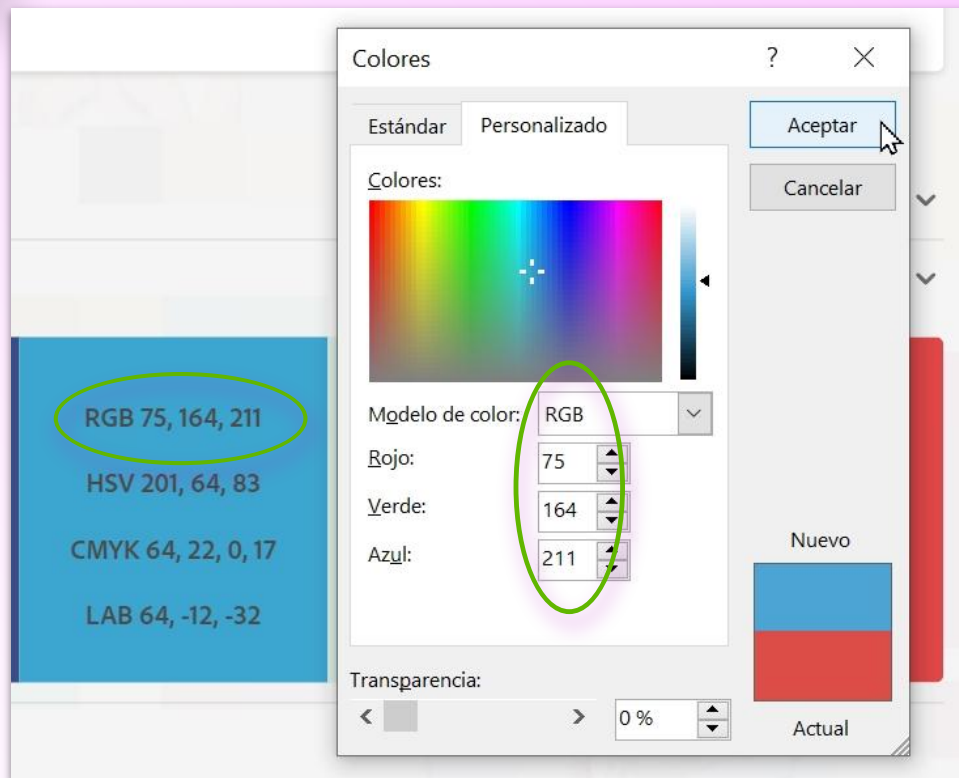 RGB 75, 164, 211
HSV 201, 64, 83
CMYK 64, 22, 0, 17
LAB 64, -12, -32
Colores
?
Estándar
Personalizado
Aceptar
Cancelar
Colores:
Modelo de color: RGB
Rojo: 75
Verde: 164
Azul: 211
Nuevo
Actual
Transparencia:
0 %